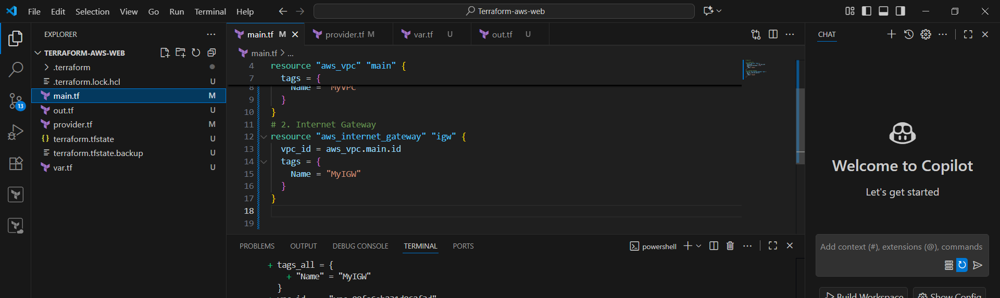 File Edit Selection View Go Run Terminal Help
Terraform-aws-web
EXPLORER
TERRAFORM-AWS-WEB
.terraform
.terraform.lock.hcl U
main.tf M
out.tf U
provider.tf M
terraform.tfstate U
terraform.tfstate.backup U
var.tf U
13
main.tf M
provider.tf M
var.tf U
out.tf U
main.tf > ...
4 resource "aws_vpc" "main" {
7 tags = {
8 Name = "MyVPC"
9 }
10 }
11 # 2. Internet Gateway
12 resource "aws_internet_gateway" "igw" {
13 vpc_id = aws_vpc.main.id
14 tags = {
15 Name = "MyIGW"
16 }
17 }
18
19
PROBLEMS OUTPUT DEBUG CONSOLE TERMINAL PORTS
powershell
+ tags_all = {
+ "Name" = "MyIGW"
}
CHAT
Welcome to Copilot
Let's get started
Add context (#), extensions (@), commands
Build Workspace
Show Config